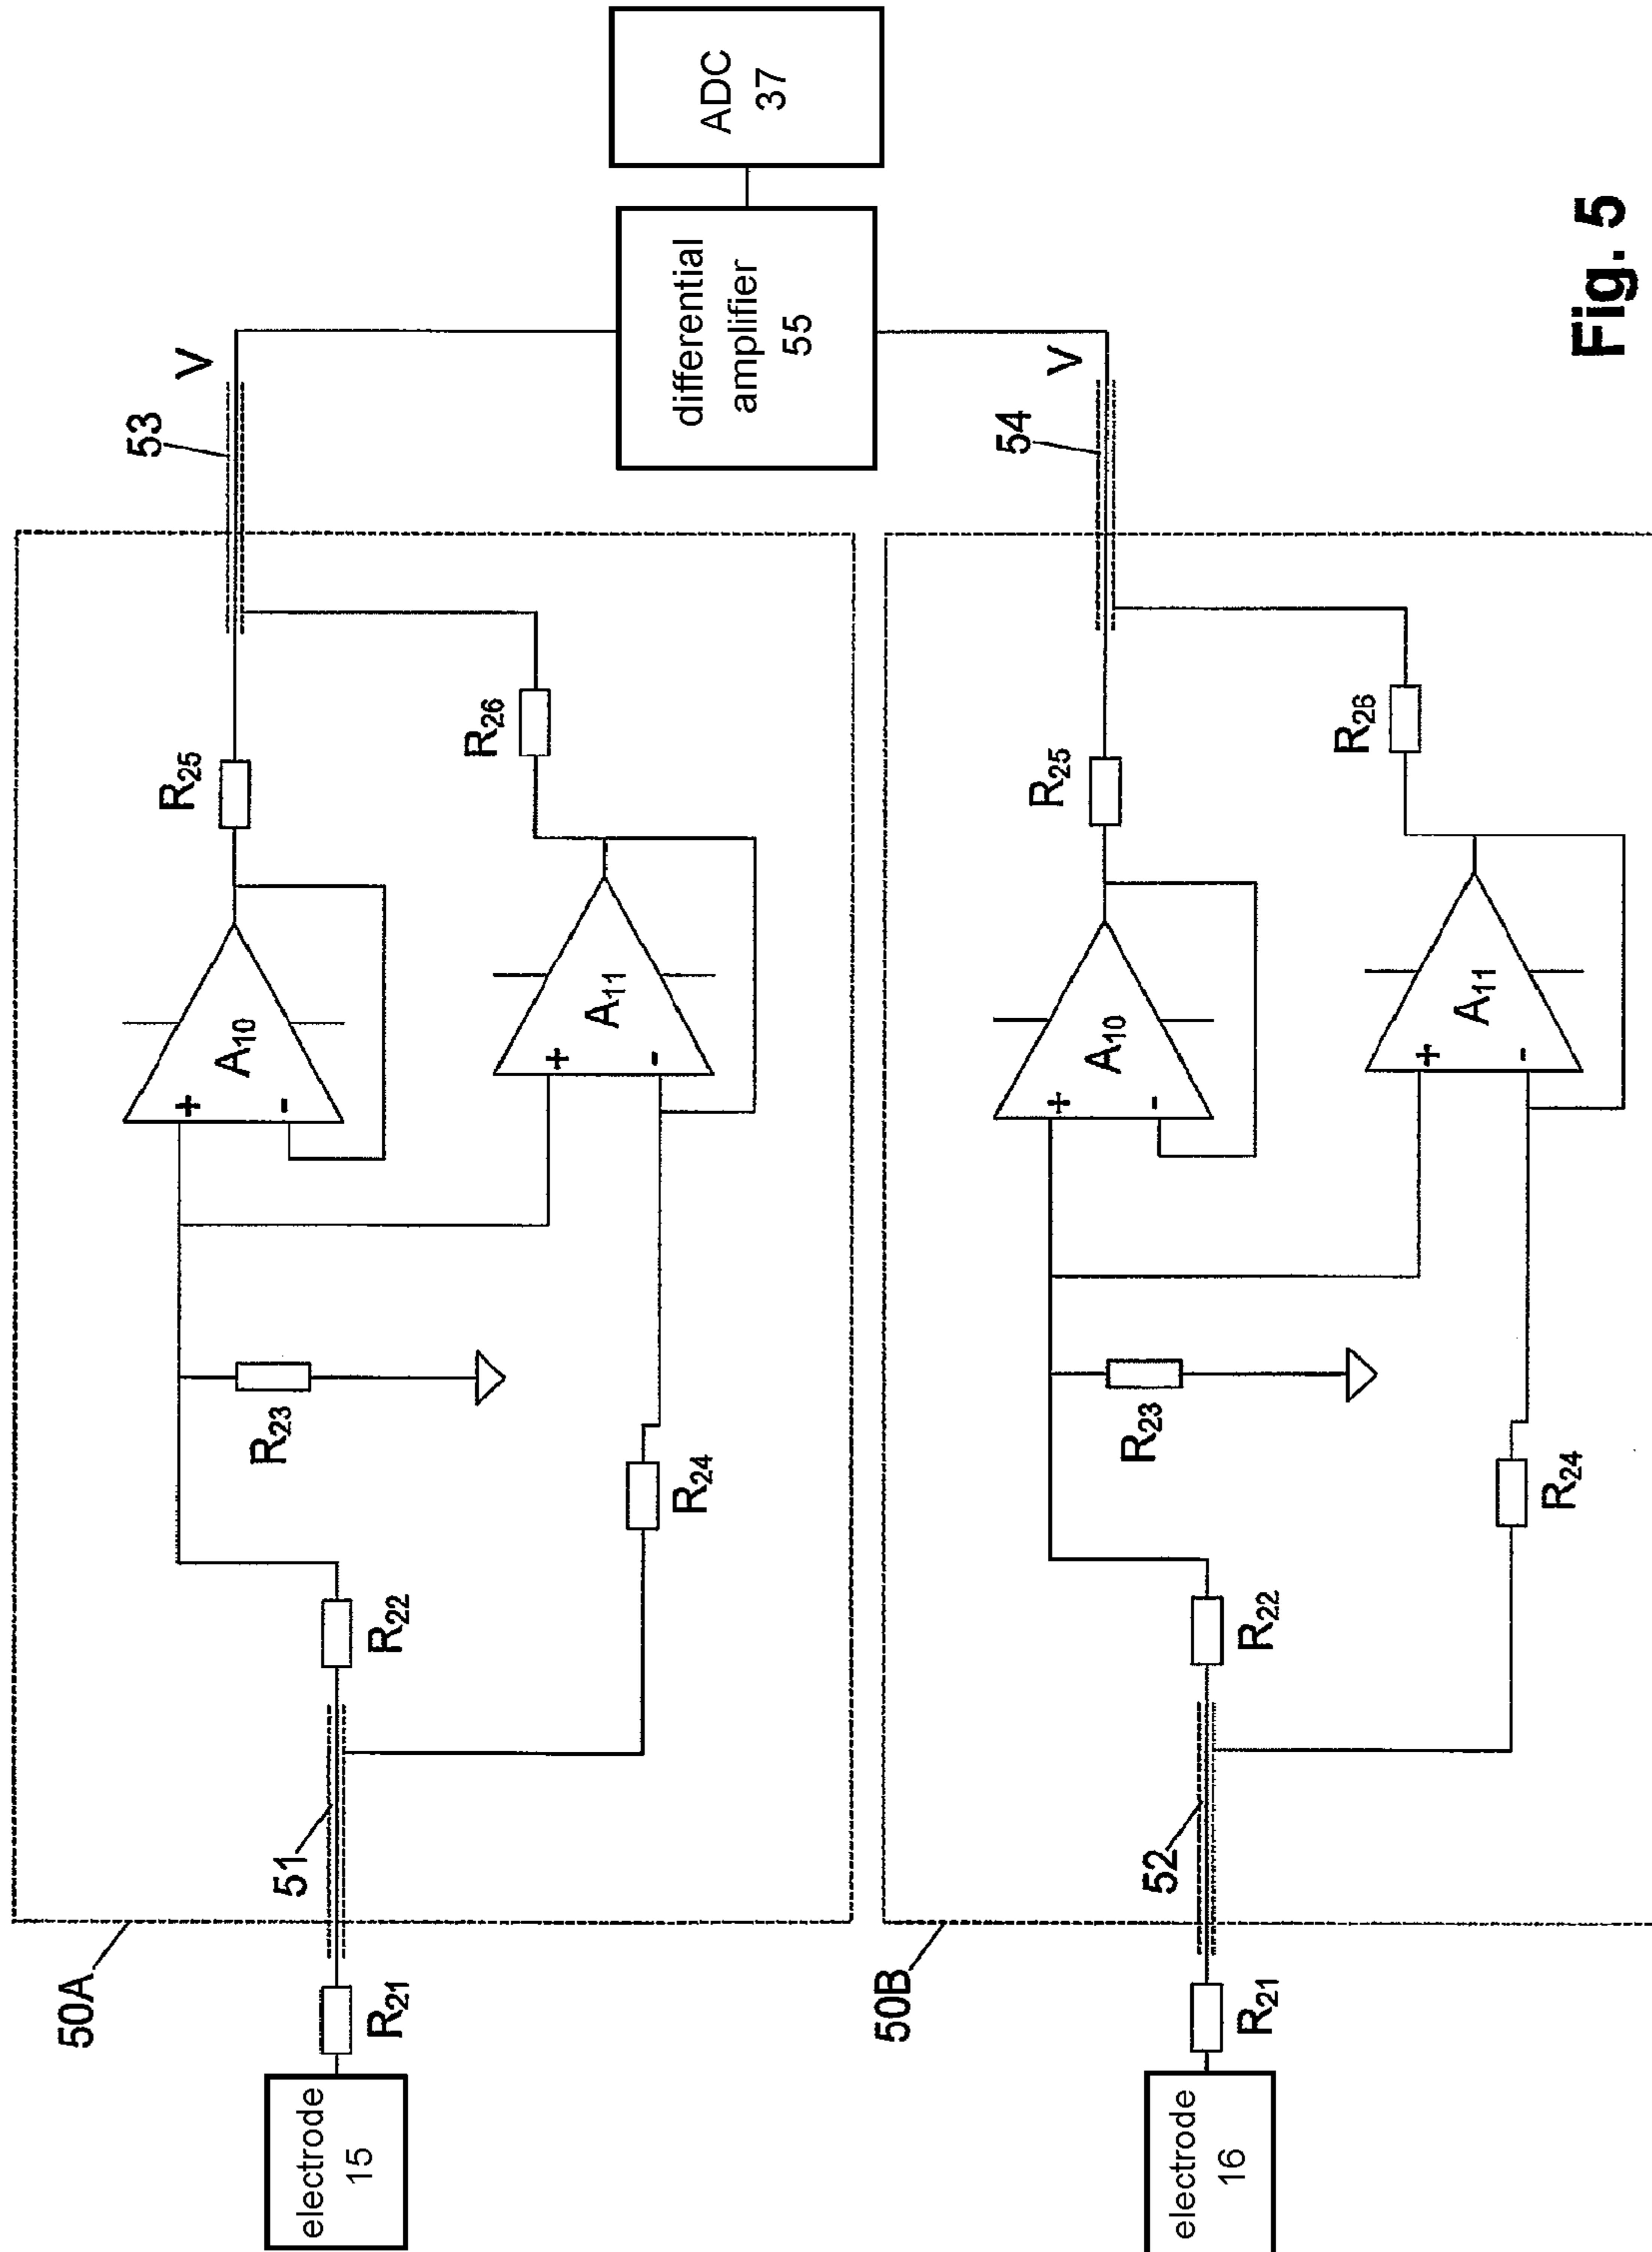 50A
electrode
15
R21
51
R22
R24
R23
+
-
A10
+
-
A11
R25
R26
53
V
50B
electrode
16
R21
52
R22
R24
R23
+
-
A10
+
-
A11
R25
R26
54
V
differential
amplifier
55
ADC
37
Fig. 5